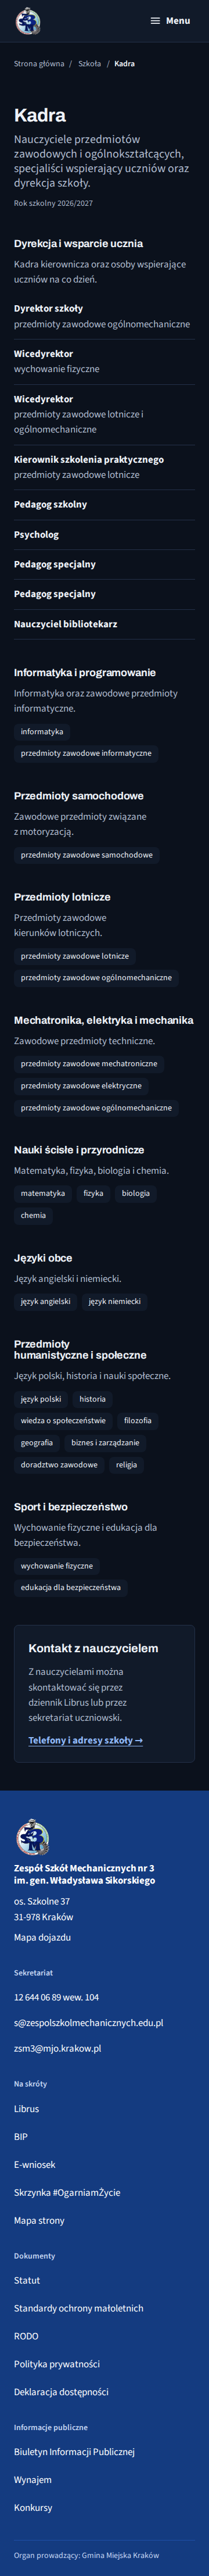 Menu
Strona główna / Szkoła / Kadra
Kadra
Nauczyciele przedmiotów
zawodowych i ogólnokształcących,
specjaliści wspierający uczniów oraz
dyrekcja szkoły.
Rok szkolny 2026/2027
Dyrekcja i wsparcie ucznia
Kadra kierownicza oraz osoby wspierające
uczniów na co dzień.
Dyrektor szkoły
przedmioty zawodowe ogólnomechaniczne
Wicedyrektor
wychowanie fizyczne
Wicedyrektor
przedmioty zawodowe lotnicze i
ogólnomechaniczne
Kierownik szkolenia praktycznego
przedmioty zawodowe lotnicze
Pedagog szkolny
Psycholog
Pedagog specjalny
Pedagog specjalny
Nauczyciel bibliotekarz
Informatyka i programowanie
Informatyka oraz zawodowe przedmioty
informatyczne.
informatyka
przedmioty zawodowe informatyczne
Przedmioty samochodowe
Zawodowe przedmioty związane
z motoryzacją.
przedmioty zawodowe samochodowe
Przedmioty lotnicze
Przedmioty zawodowe
kierunków lotniczych.
przedmioty zawodowe lotnicze
przedmioty zawodowe ogólnomechaniczne
Mechatronika, elektryka i mechanika
Zawodowe przedmioty techniczne.
przedmioty zawodowe mechatroniczne
przedmioty zawodowe elektryczne
przedmioty zawodowe ogólnomechaniczne
Nauki ścisłe i przyrodnicze
Matematyka, fizyka, biologia i chemia.
matematyka fizyka biologia
chemia
Języki obce
Języki angielski i niemiecki.
język angielski język niemiecki
Przedmioty
humanistyczne i społeczne
Język polski, historia i nauki społeczne.
język polski historia
wiedza o społeczeństwie filozofia
geografia biznes i zarządzanie
doradztwo zawodowe religia
Sport i bezpieczeństwo
Wychowanie fizyczne i edukacja dla
bezpieczeństwa.
wychowanie fizyczne
edukacja dla bezpieczeństwa
Kontakt z nauczycielem
Z nauczycielami można
skontaktować się przez
dziennik Librus lub przez
sekretariat uczniowski.
Telefony i adresy szkoły →
Zespół Szkół Mechanicznych nr 3
im. gen. Władysława Sikorskiego
os. Szkolne 37
31-978 Kraków
Mapa dojazdu
Sekretariat
12 644 06 89 wew. 104
s@zespolszkolmechanicznych.edu.pl
zsm3@mjo.krakow.pl
Na skróty
Librus
BIP
E-wniosek
Skrzynka #OgarniamŻycie
Mapa strony
Dokumenty
Statut
Standardy ochrony małoletnich
RODO
Polityka prywatności
Deklaracja dostępności
Informacje publiczne
Biuletyn Informacji Publicznej
Wynajem
Konkursy
Organ prowadzący: Gmina Miejska Kraków